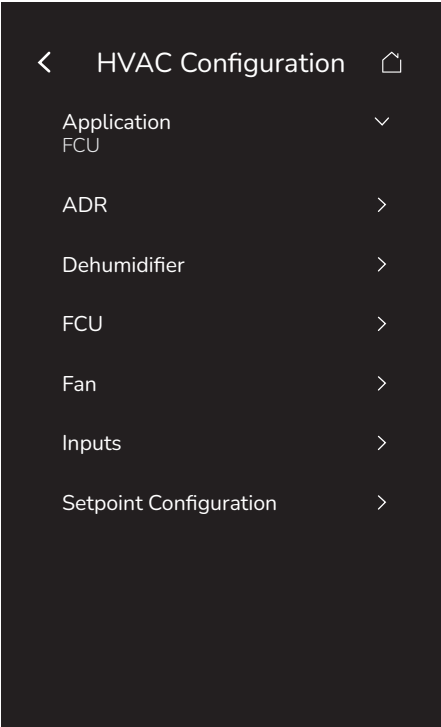 HVAC Configuration
Application
FCU
ADR
Dehumidifier
FCU
Fan
Inputs
Setpoint Configuration